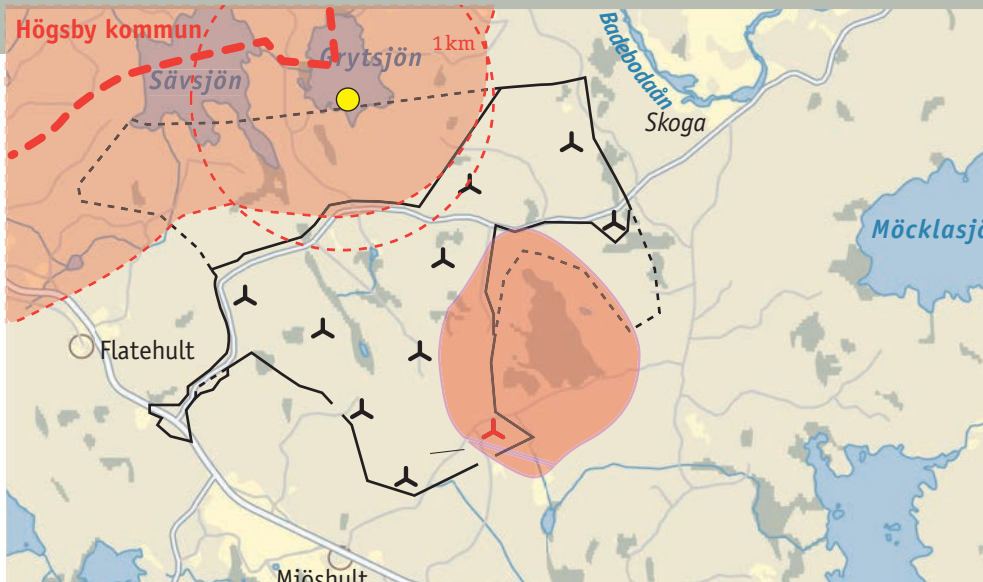 Högsby kommun
1km
Grytsjön
Sävsjön
Badebodaån
Skoga
Möcklasjö
Flatehult
Mjöshult